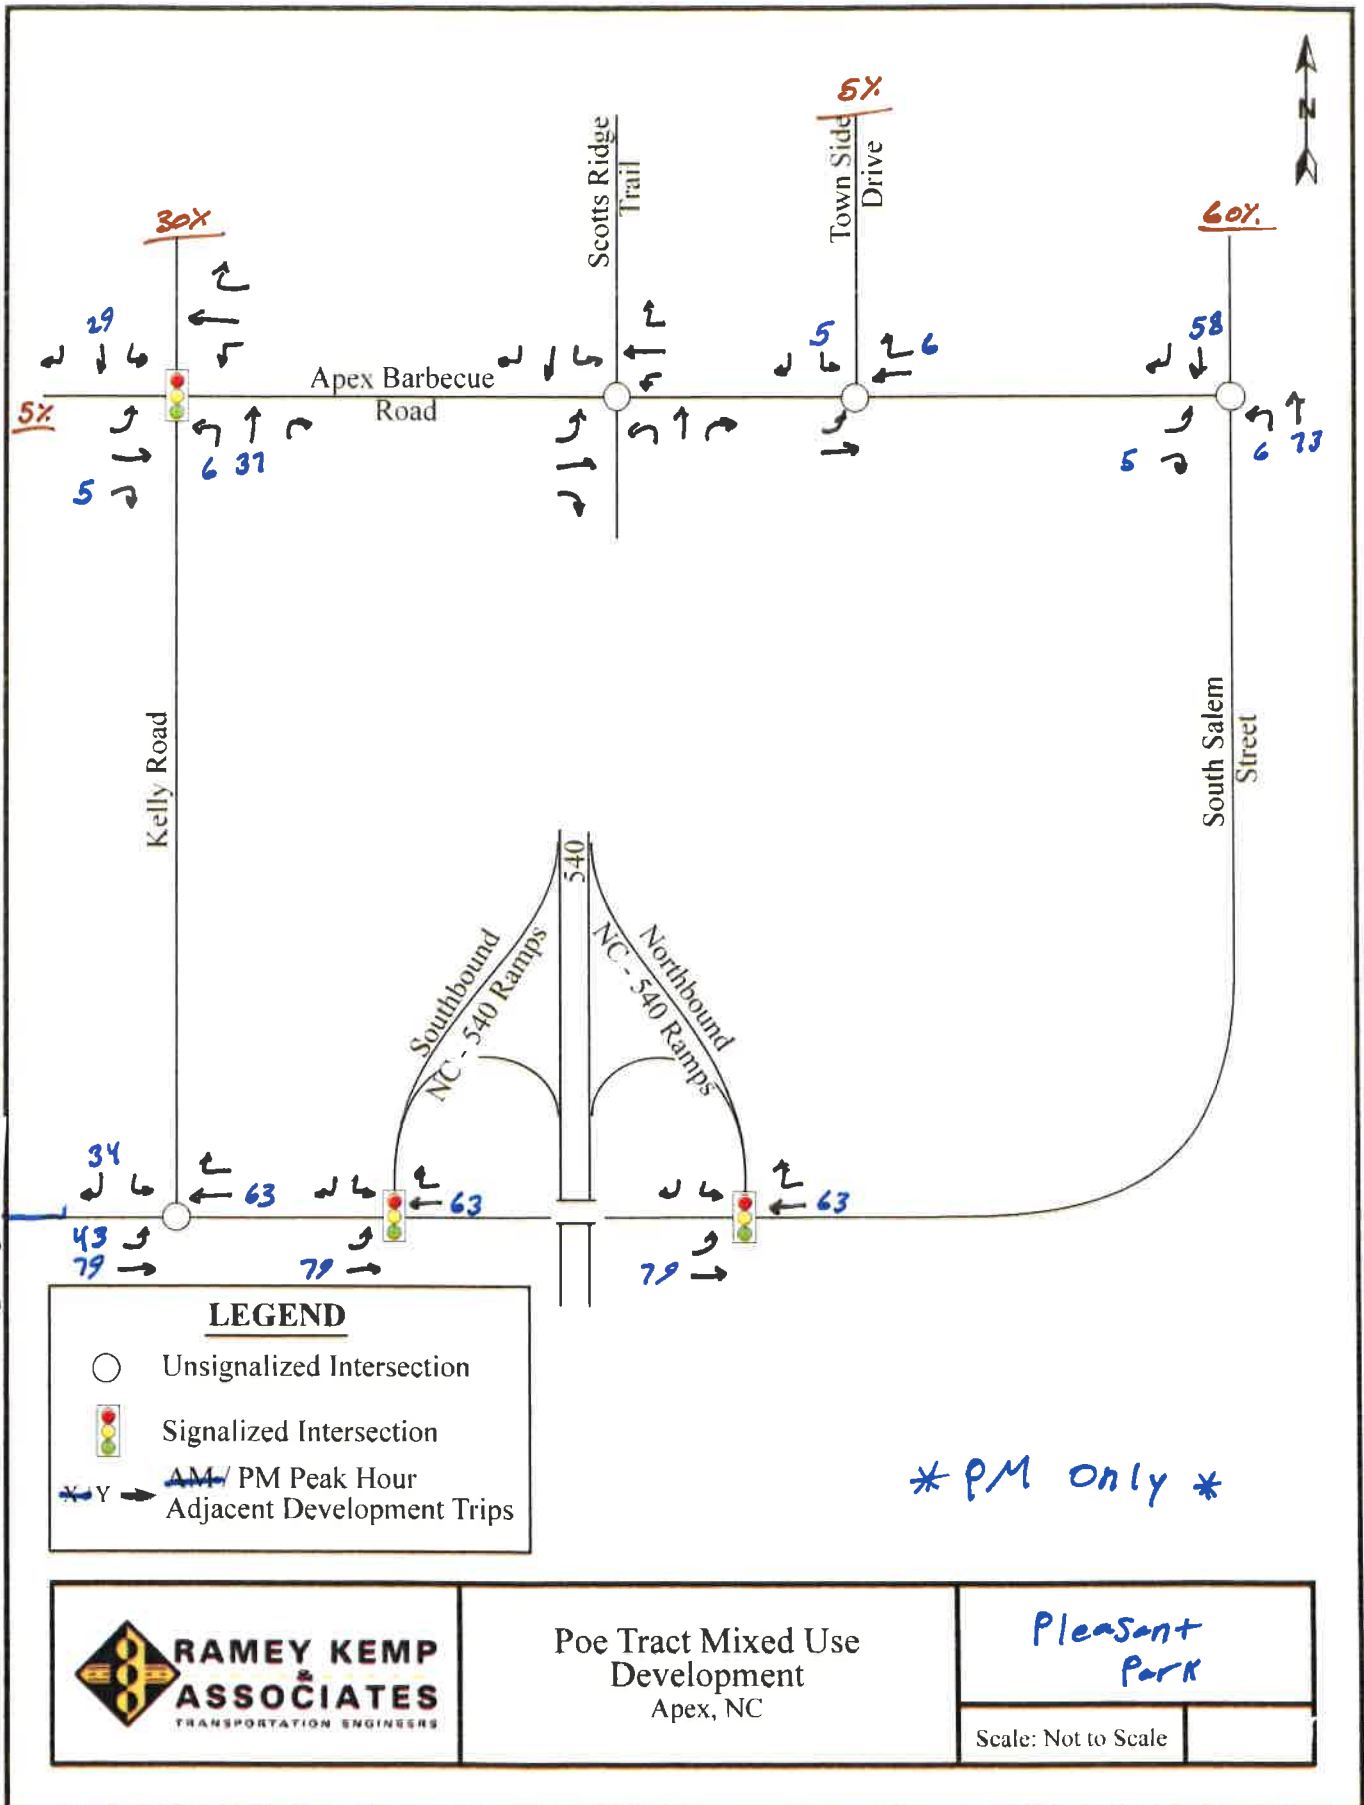 5%
N
Scotts Ridge
Trail
Town Side
Drive
30%
60%
29
5
6
58
Apex Barbecue
Road
5%
6 37
5
5
6 73
Kelly Road
South Salem
Street
540
Southbound
NC - 540 Ramps
Northbound
NC - 540 Ramps
34
63
63
63
43
79
79
79
LEGEND
Unsignalized Intersection
Signalized Intersection
X / Y AM / PM Peak Hour
Adjacent Development Trips
* PM Only *
RAMEY KEMP
&
ASSOCIATES
TRANSPORTATION ENGINEERS
Poe Tract Mixed Use
Development
Apex, NC
Pleasant
Park
Scale: Not to Scale